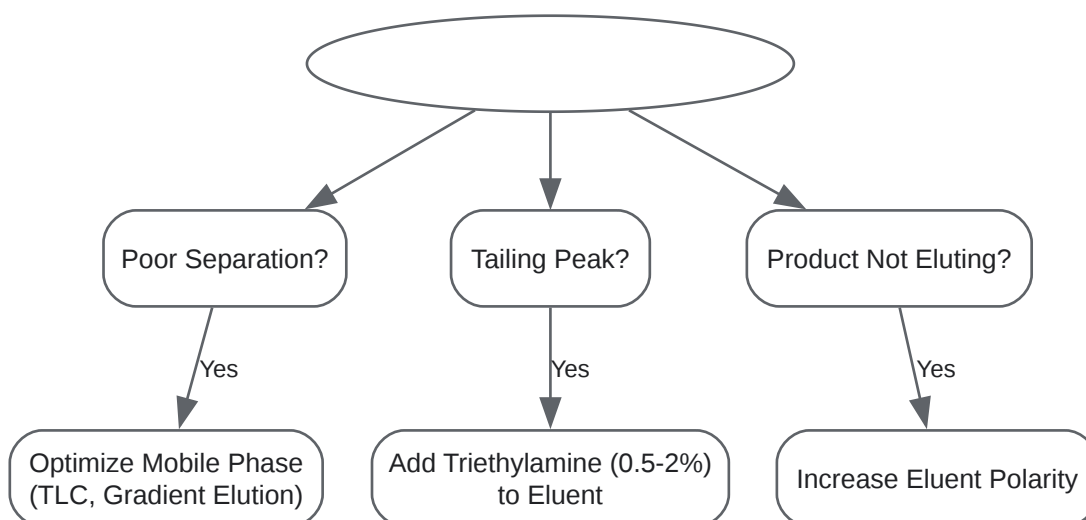 Poor Separation?
Tailing Peak?
Product Not Eluting?
Yes
Yes
Yes
Optimize Mobile Phase
(TLC, Gradient Elution)
Add Triethylamine (0.5-2%)
to Eluent
Increase Eluent Polarity